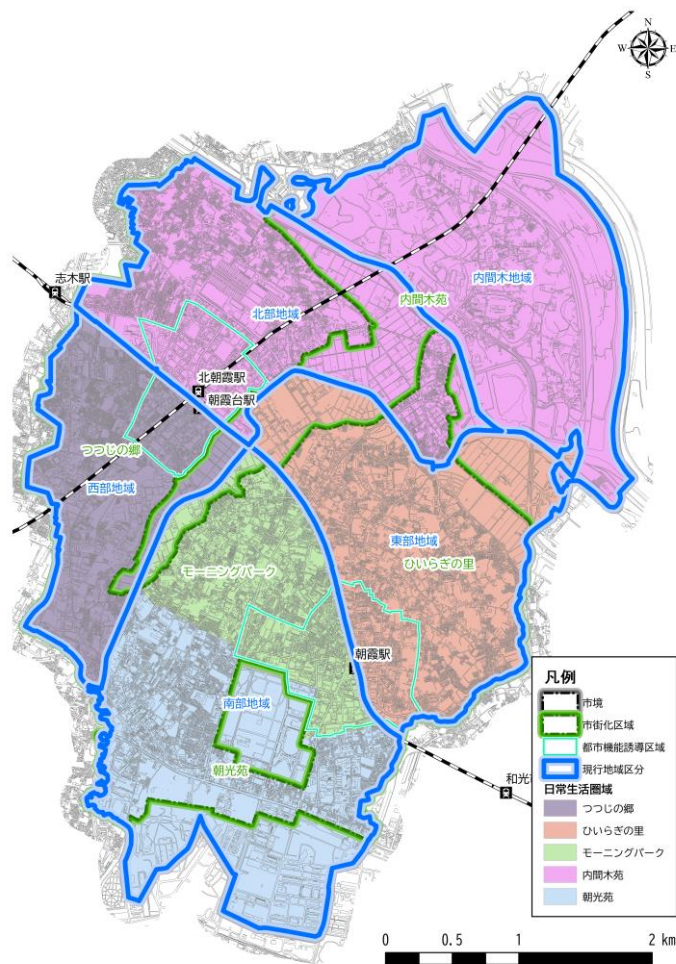 N
W E
S
志木駅
内間木地域
内間木苑
北部地域
北朝霞駅
朝霞台駅
つつじの郷
西部地域
東部地域
ひいらぎの里
モーニングパーク
朝霞駅
南部地域
朝光苑
和光
凡例
市境
市街化区域
都市機能誘導区域
現行地域区分
日常生活圏域
つつじの郷
ひいらぎの里
モーニングパーク
内間木苑
朝光苑
0 0.5 1 2 km